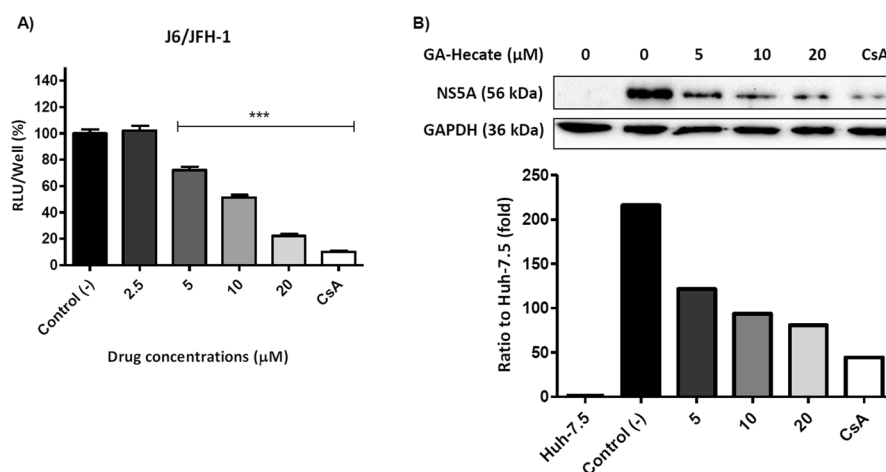 A)
J6/JFH-1
RLU/Well (%)
140
120
100
80
60
40
20
0
***
Control (-)
2.5
5
10
20
CsA
Drug concentrations (μM)
B)
GA-Hecate (μM) 0 0 5 10 20 CsA
NS5A (56 kDa)
GAPDH (36 kDa)
Ratio to Huh-7.5 (fold)
250
200
150
100
50
0
Huh-7.5
Control (-)
5
10
20
CsA